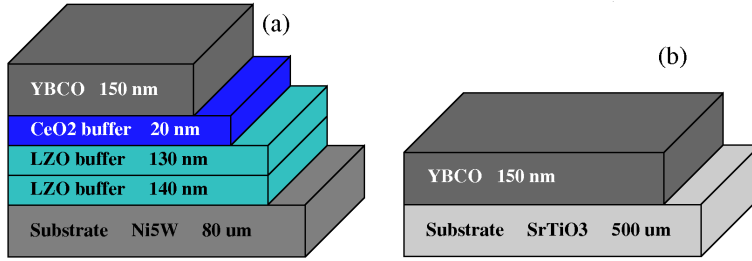 (a)
YBCO 150 nm
CeO2 buffer 20 nm
LZO buffer 130 nm
LZO buffer 140 nm
Substrate Ni5W 80 um
(b)
YBCO 150 nm
Substrate SrTiO3 500 um